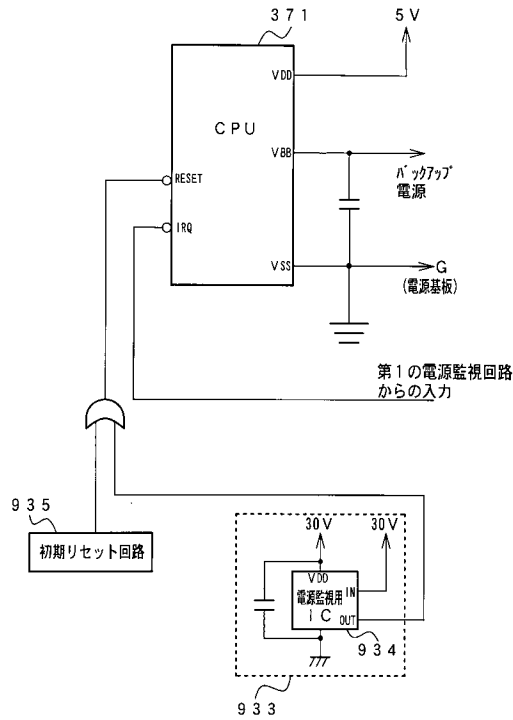 371
5V
VDD
CPU
VBB
RESET
バックアップ
電源
IRQ
VSS
G
(電源基板)
第1の電源監視回路
からの入力
935
初期リセット回路
30V
30V
VDD
IN
電源監視用
IC
OUT
934
933